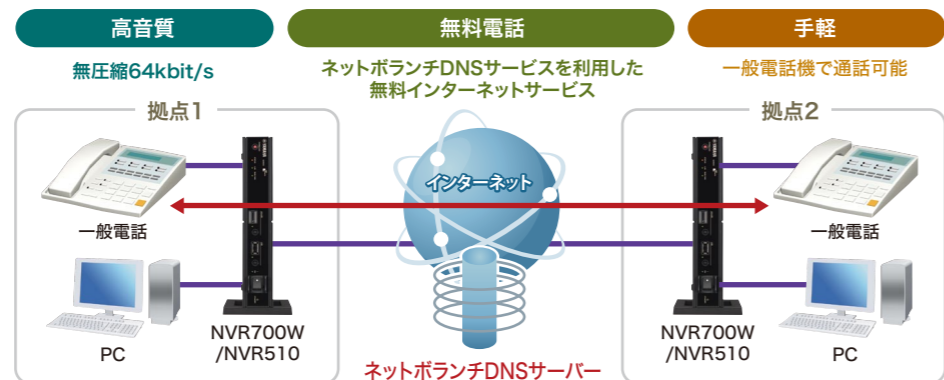 高音質
無料電話
手軽
無圧縮64kbit/s
ネットボランチDNSサービスを利用した
無料インターネットサービス
一般電話機で通話可能
拠点1
拠点2
インターネット
一般電話
一般電話
PC
NVR700W
/NVR510
ネットボランチDNSサーバー
NVR700W
/NVR510
PC